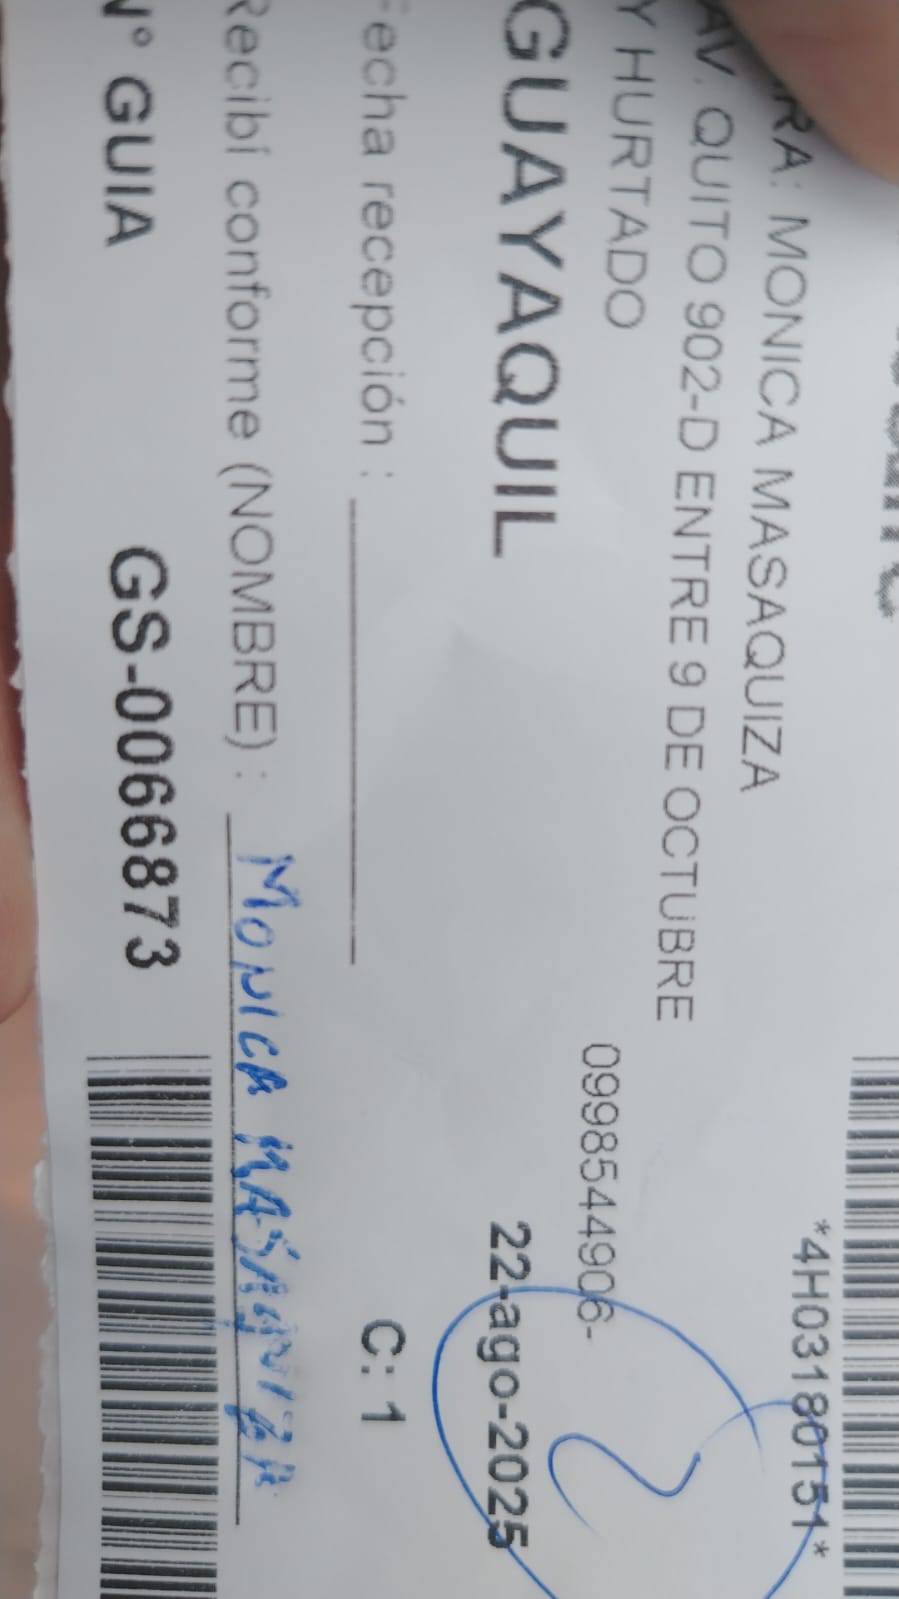 *4H03180151*
RA: MONICA MASAQUIZA
AV. QUITO 902-D ENTRE 9 DE OCTUBRE
Y HURTADO
0998544906-
GUAYAQUIL
22-ago-2025
Fecha recepción :
C: 1
Recibí conforme (NOMBRE) : MONICA MASAQUIZA
N° GUIA GS-0066873